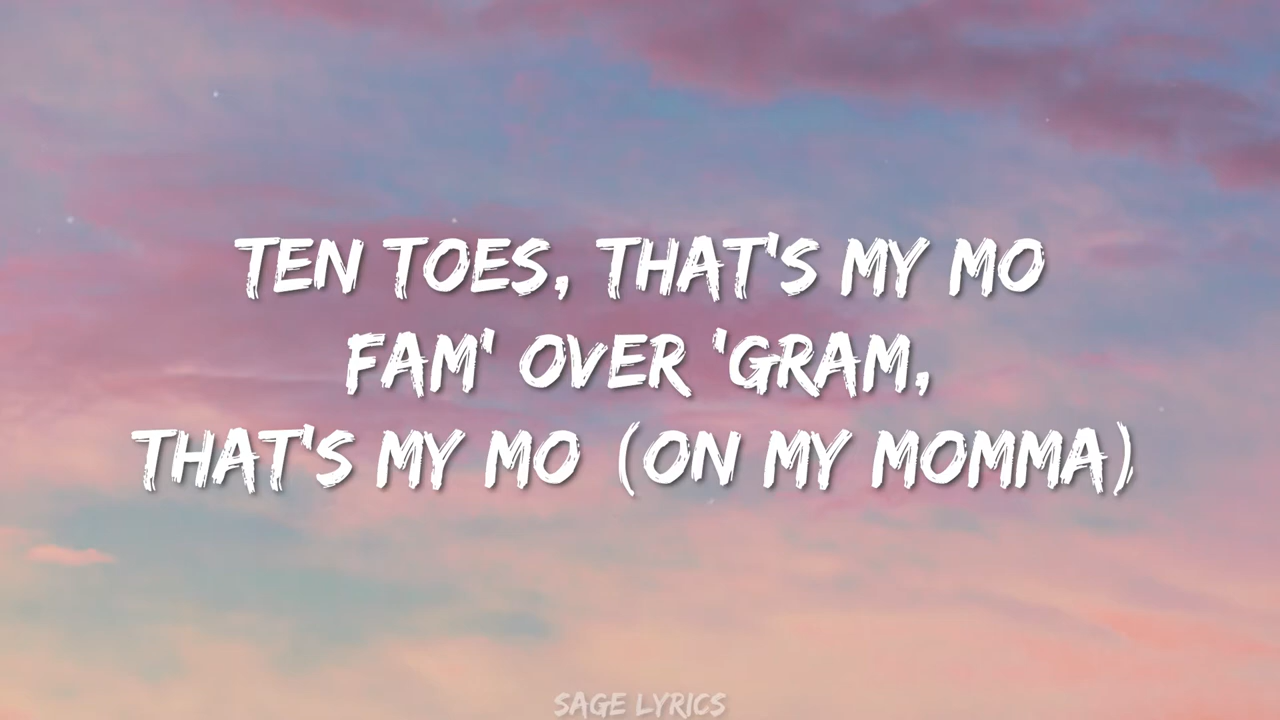 TEN TOES, THAT'S MY MO
FAM' OVER 'GRAM,
THAT'S MY MO (ON MY MOMMA)
SAGE LYRICS